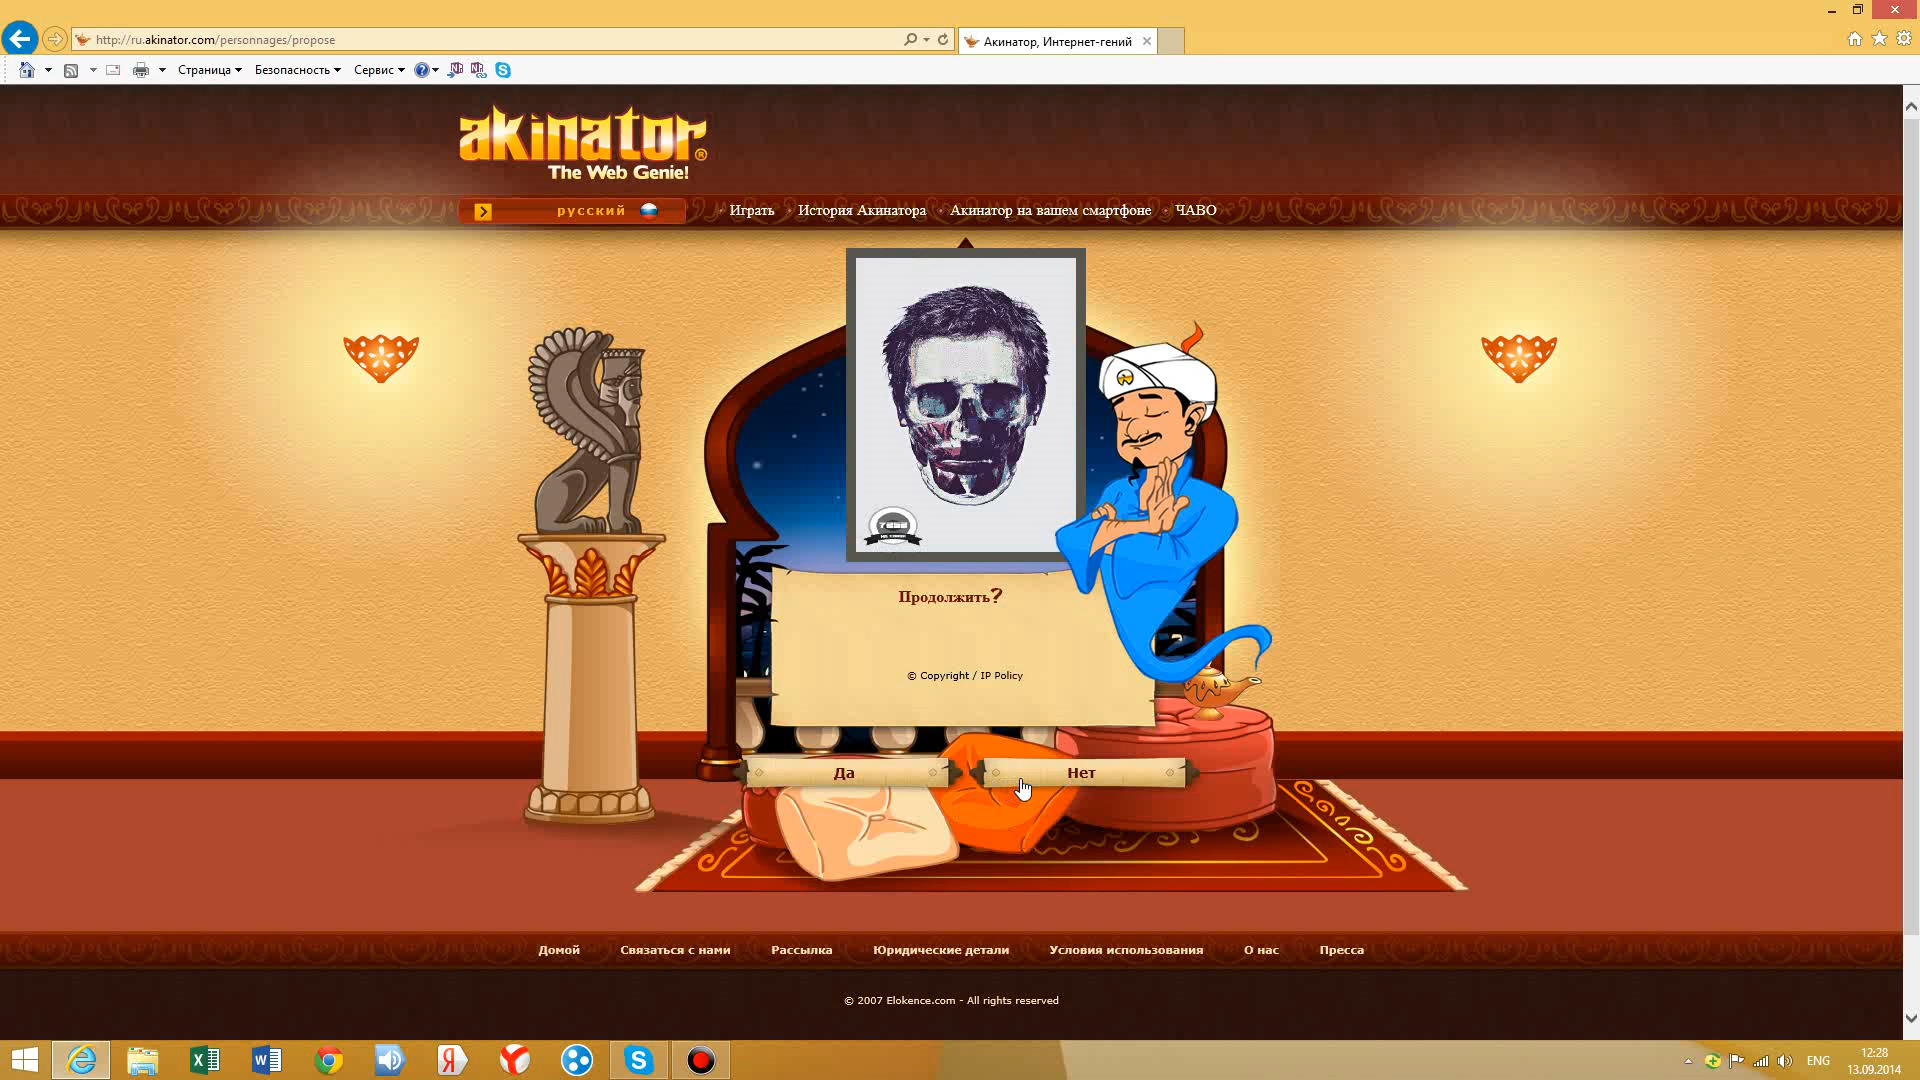 http://ru.akinator.com/personnages/propose
Акинатор, Интернет-гений
Страница
Безопасность
Сервис
akinator®
The Web Genie!
русский
Играть
История Акинатора
Акинатор на вашем смартфоне
ЧАВО
Продолжить?
© Copyright / IP Policy
Да
Нет
Домой
Связаться с нами
Рассылка
Юридические детали
Условия использования
О нас
Пресса
© 2007 Elokence.com - All rights reserved
ENG
12:28
13.09.2014